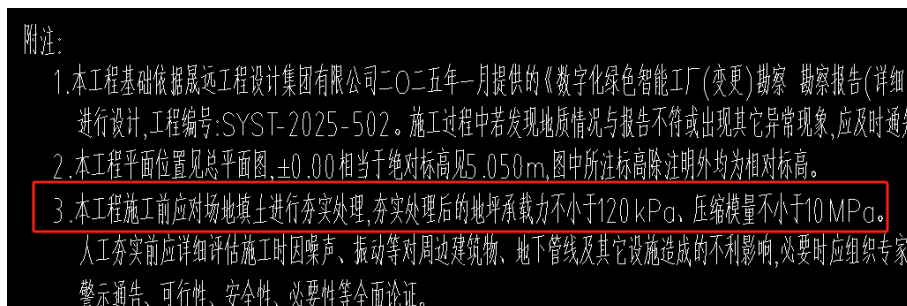 附注:
1.本工程基础依据晟远工程设计集团有限公司二〇二五年一月提供的《数字化绿色智能工厂(变更)勘察 勘察报告(详细
进行设计,工程编号:SYST-2025-502。施工过程中若发现地质情况与报告不符或出现其它异常现象,应及时通知
2.本工程平面位置见总平面图,±0.00相当于绝对标高见5.050m,图中所注标高除注明外均为相对标高。
3.本工程施工前应对场地填土进行夯实处理,夯实处理后的地坪承载力不小于120kPa、压缩模量不小于10MPa。
人工夯实前应详细评估施工时因噪声、振动等对周边建筑物、地下管线及其它设施造成的不利影响,必要时应组织专家
警示通告、可行性、安全性、必要性等全面论证。